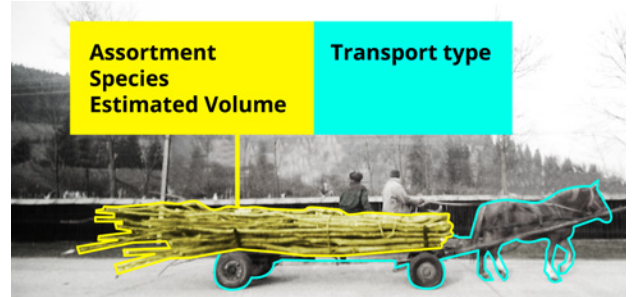 Assortment
Species
Estimated Volume
Transport type